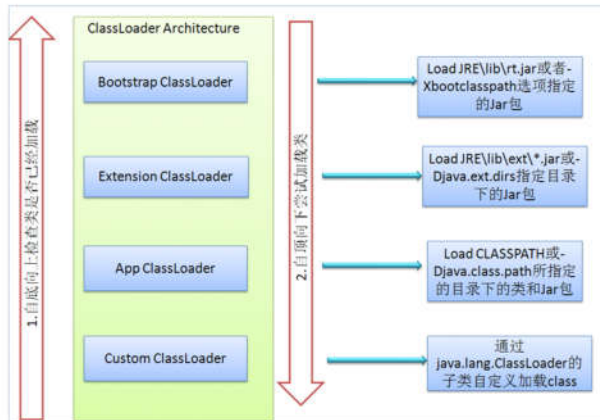 ClassLoader Architecture
Bootstrap ClassLoader
Extension ClassLoader
App ClassLoader
Custom ClassLoader
1.自底向上检查类是否已经加载
2.自项向下尝试加载类
Load JRE\lib\rt.jar或者-
Xbootclasspath选项指定
的Jar包
Load JRE\lib\ext\*.jar或-
Djava.ext.dirs指定目录
下的Jar包
Load CLASSPATH或-
Djava.class.path所指定
的目录下的类和Jar包
通过
java.lang.ClassLoader的
子类自定义加载class